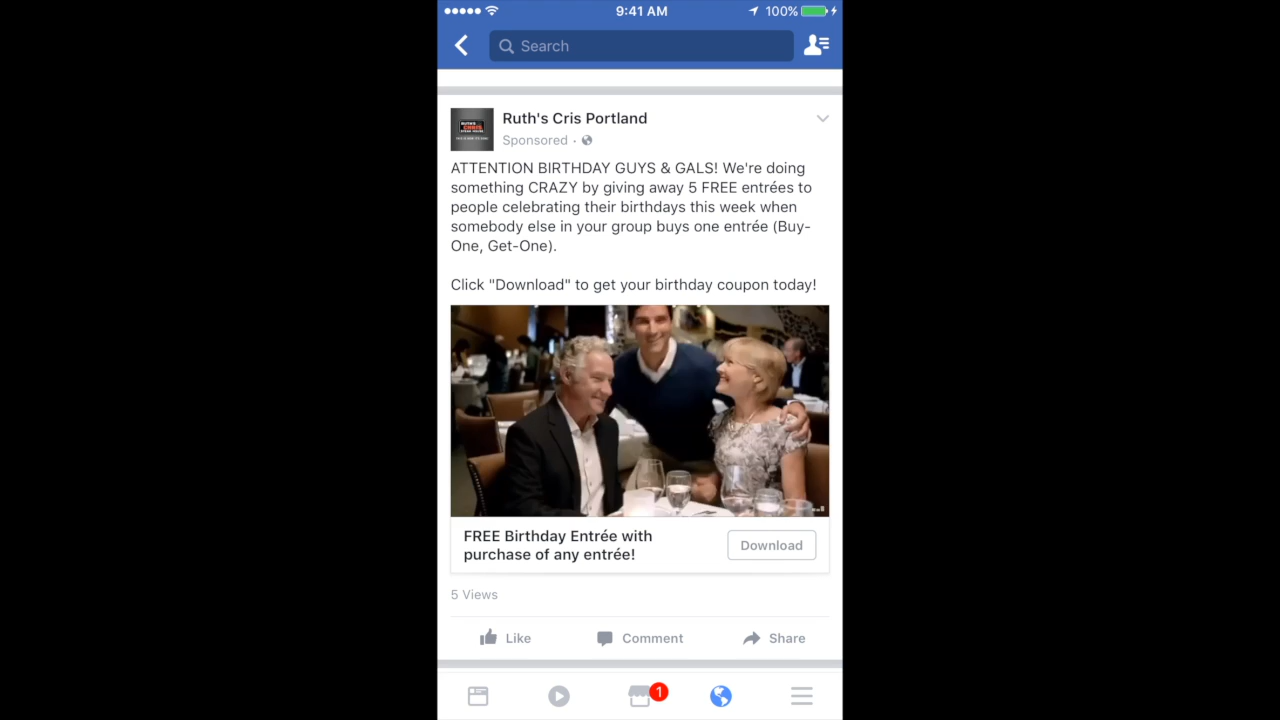 9:41 AM
100%
Search
RUTH'S
CRIS
Ruth's Cris Portland
Sponsored ·
ATTENTION BIRTHDAY GUYS & GALS! We're doing
something CRAZY by giving away 5 FREE entrées to
people celebrating their birthdays this week when
somebody else in your group buys one entrée (Buy-
One, Get-One).
Click "Download" to get your birthday coupon today!
FREE Birthday Entrée with
purchase of any entrée!
Download
5 Views
Like
Comment
Share
1